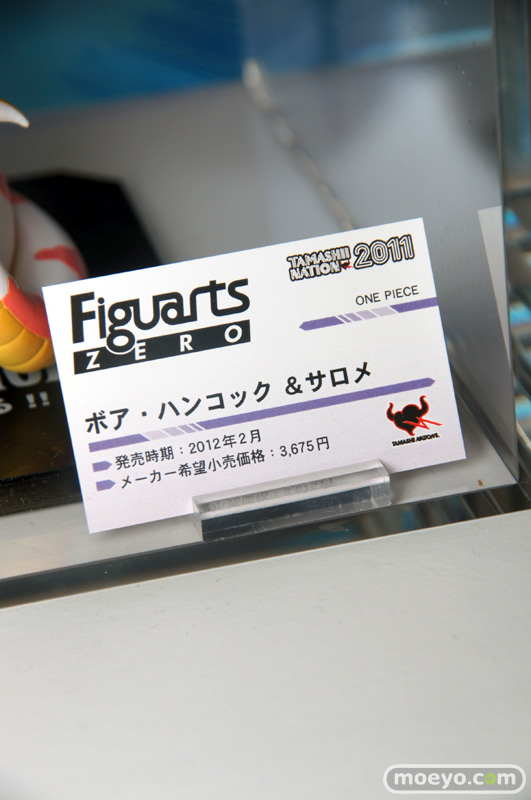 Figuarts
ZERO
TAMASHII
NATION 2011
ONE PIECE
ボア・ハンコック &サロメ
発売時期：2012年2月
メーカー希望小売価格：3,675円
TAMASHII NATIONS
!!
moeyo.com